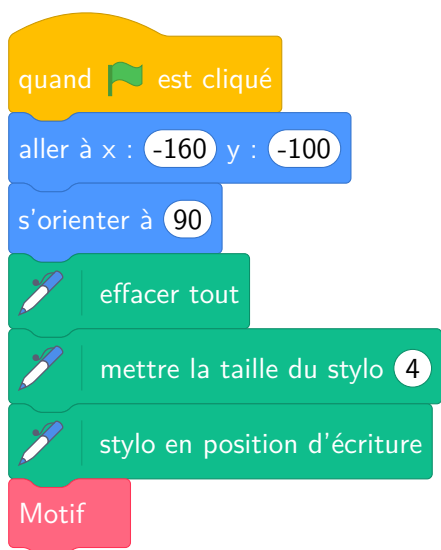 quand est cliqué
aller à x : -160 y : -100
s'orienter à 90
effacer tout
mettre la taille du stylo 4
stylo en position d'écriture
Motif